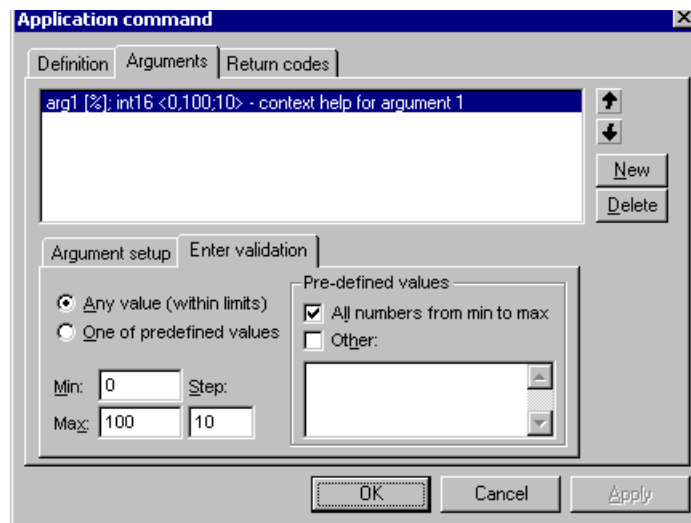 Application command
Definition Arguments Return codes
arg1 [%]; int16 <0,100;10> - context help for argument 1
New
Delete
Argument setup Enter validation
Any value (within limits)
One of predefined values
Min: 0 Step:
Max: 100 10
Pre-defined values
All numbers from min to max
Other:
OK Cancel Apply